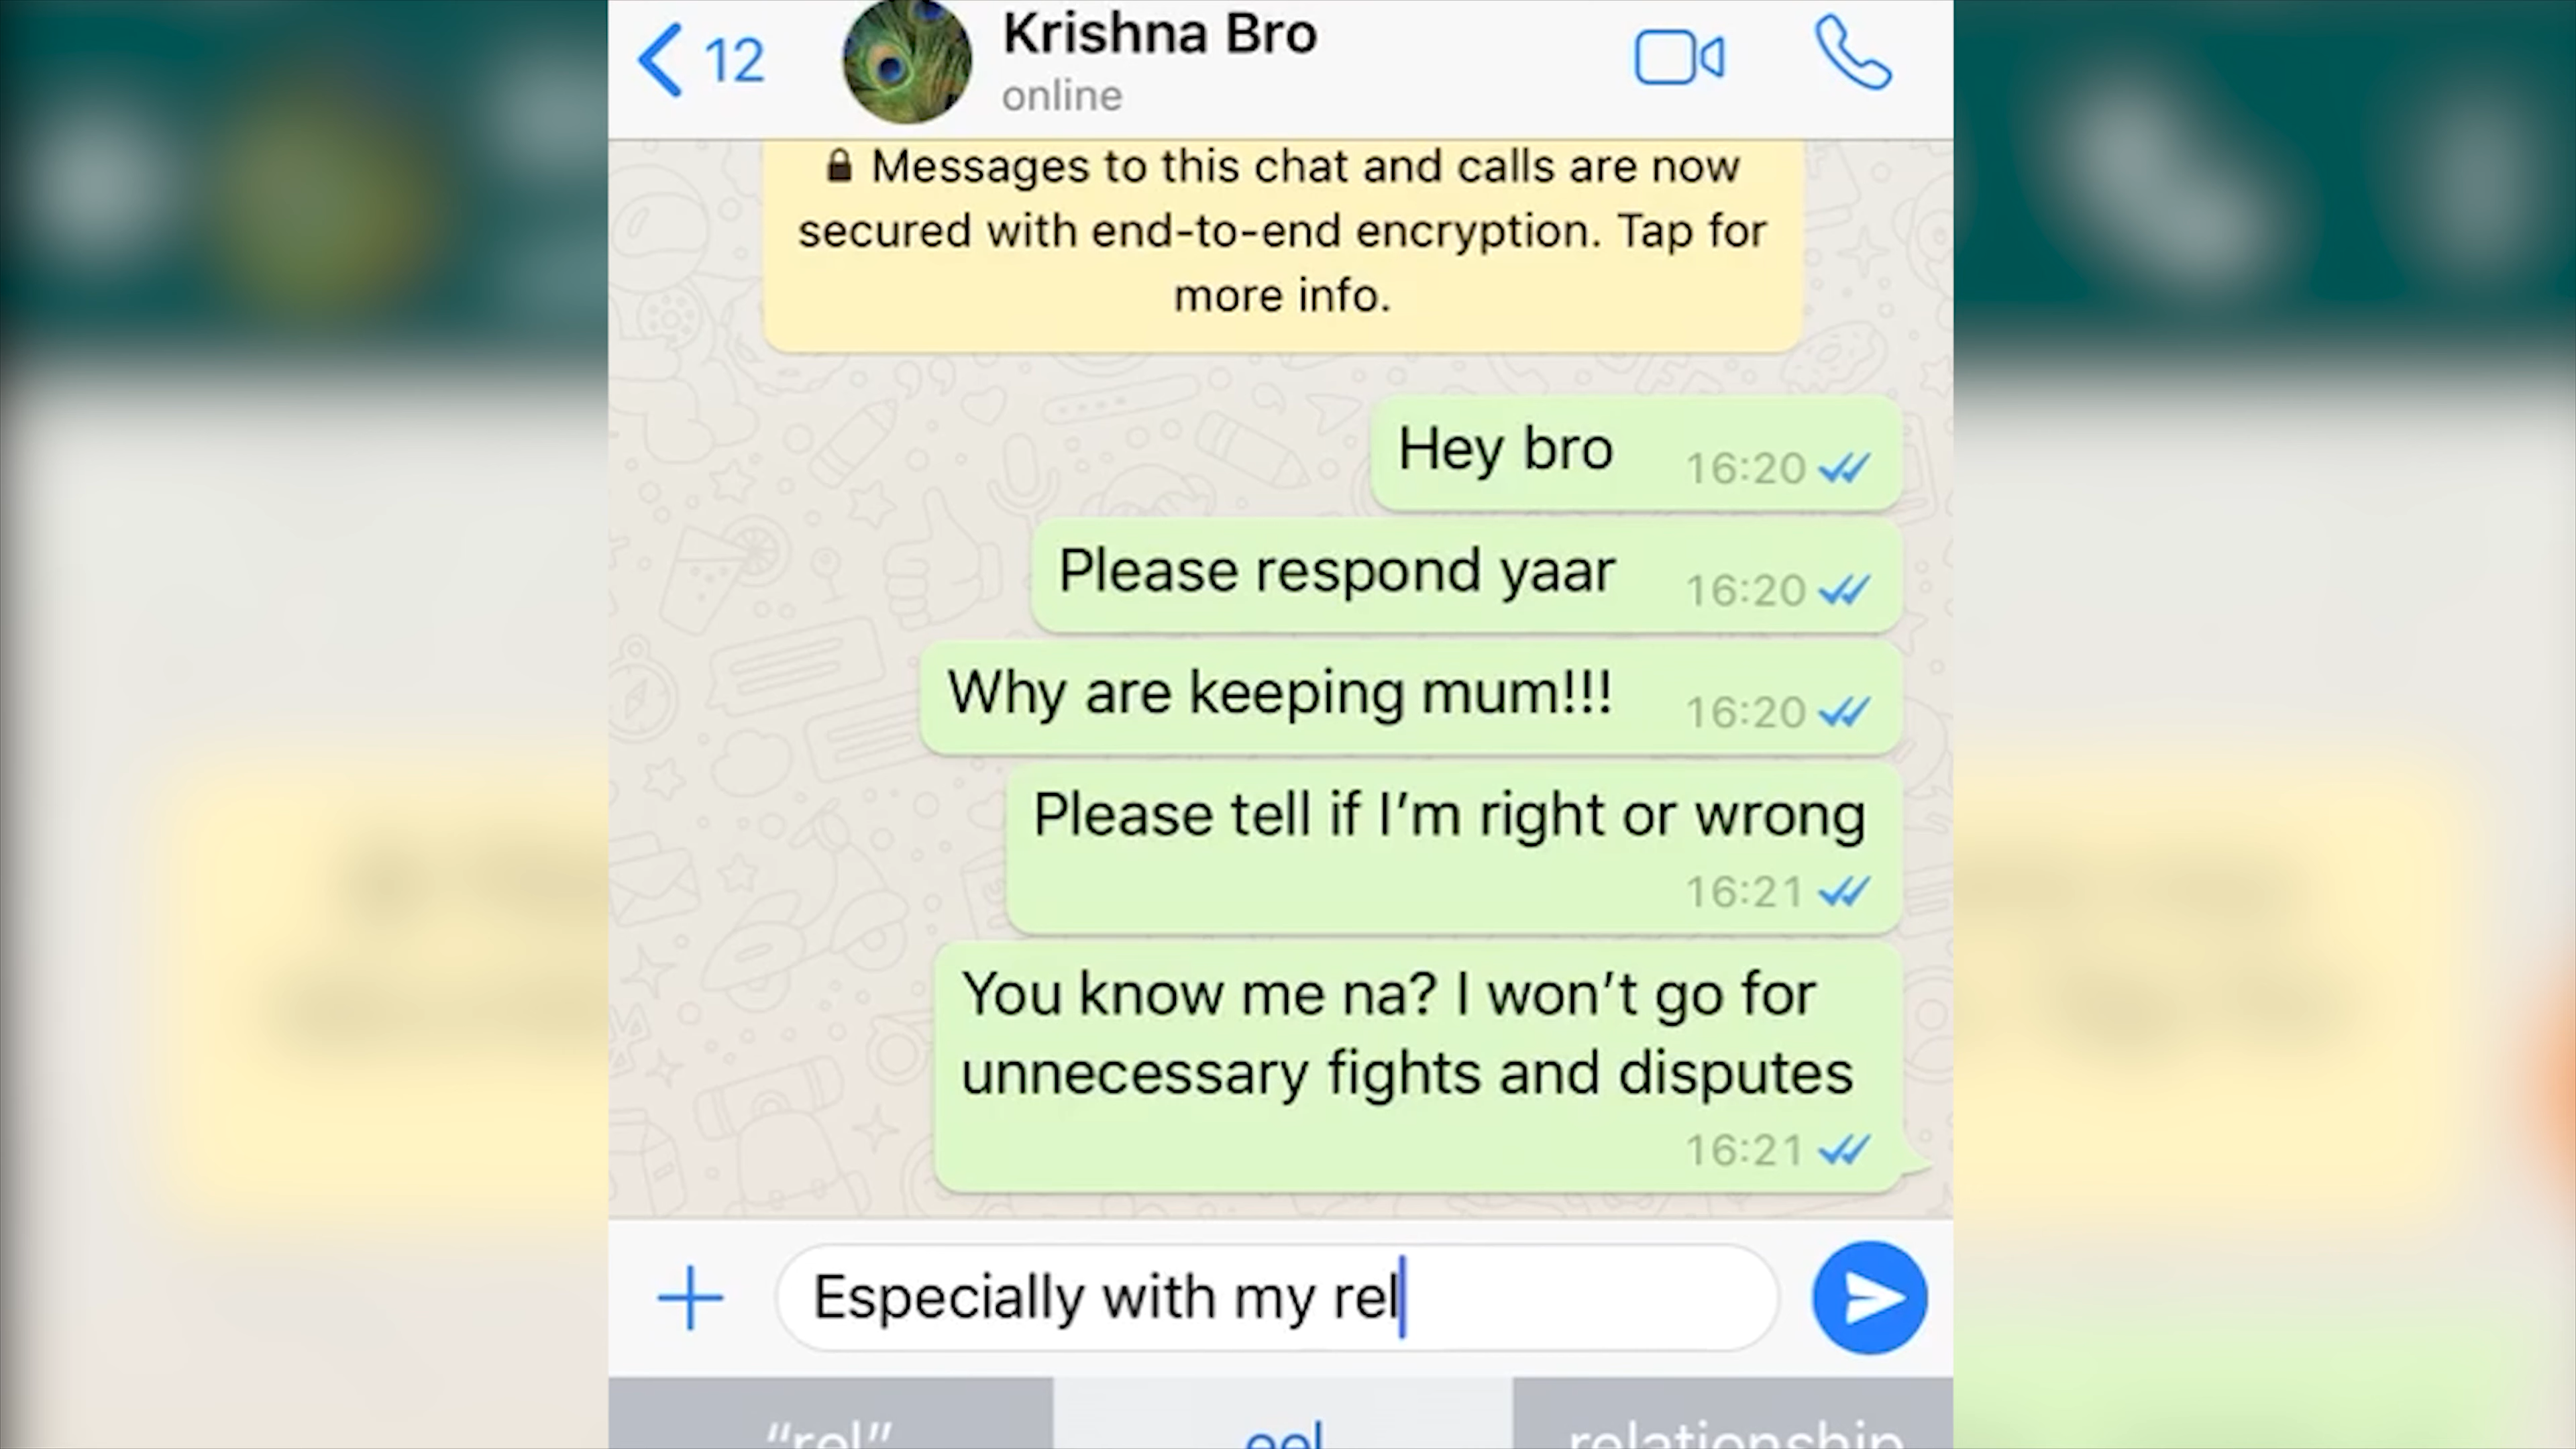 12
Krishna Bro
online
Messages to this chat and calls are now
secured with end-to-end encryption. Tap for
more info.
Hey bro 16:20
Please respond yaar 16:20
Why are keeping mum!!! 16:20
Please tell if I'm right or wrong
16:21
You know me na? I won't go for
unnecessary fights and disputes
16:21
Especially with my rel
"rel" eel relationship